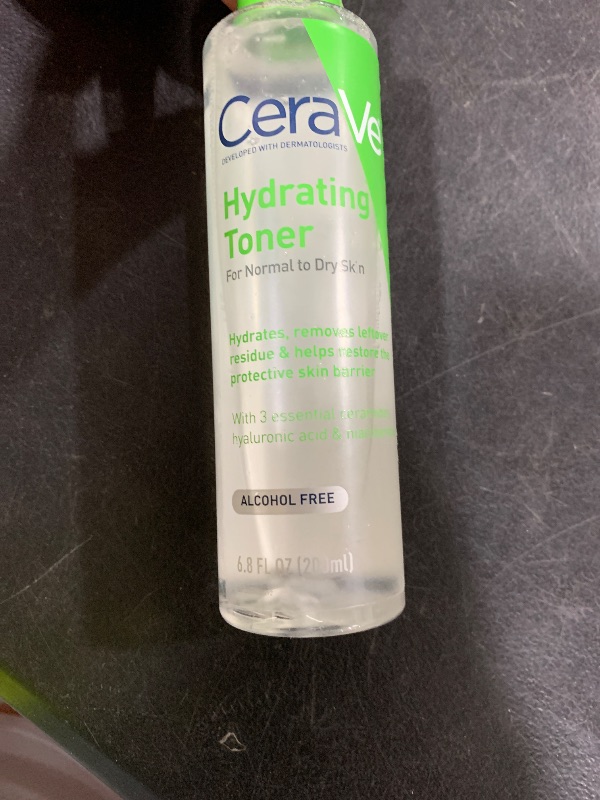 CeraVe
DEVELOPED WITH DERMATOLOGISTS
Hydrating
Toner
For Normal to Dry Skin
Hydrates, removes leftover
residue & helps restore the
protective skin barrier
With 3 essential
hyaluronic acid &
ALCOHOL FREE
6.8 FL OZ (200ml)